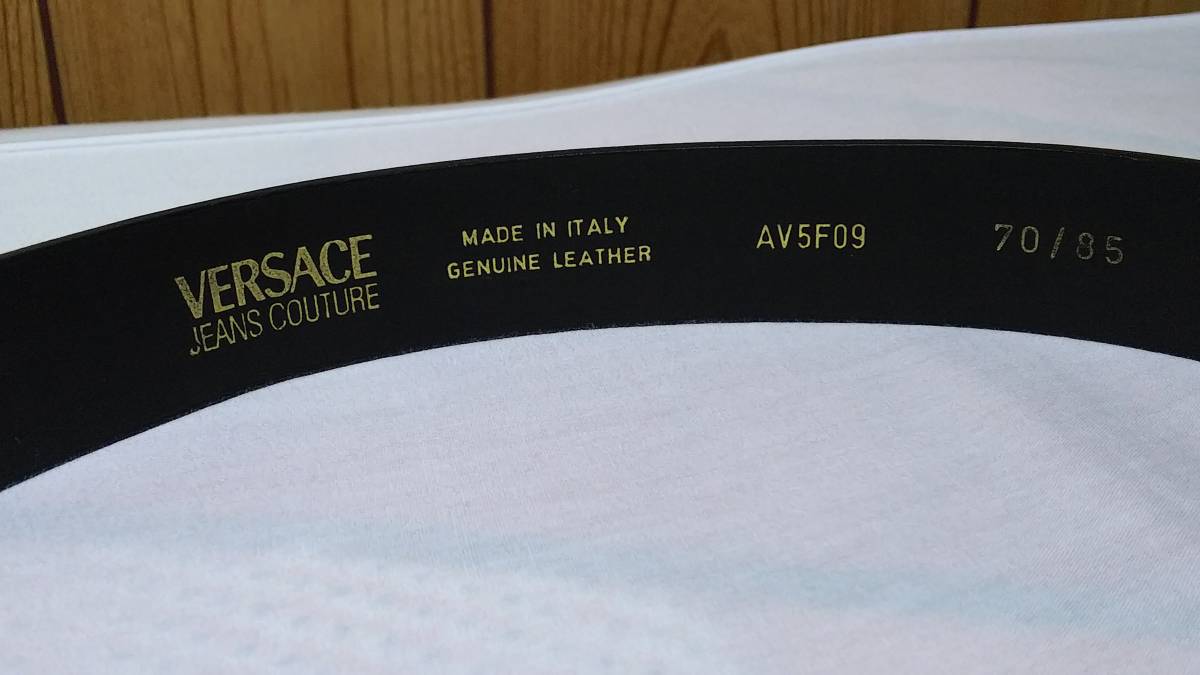 VERSACE
JEANS COUTURE
MADE IN ITALY
GENUINE LEATHER
AV5F09
70/85